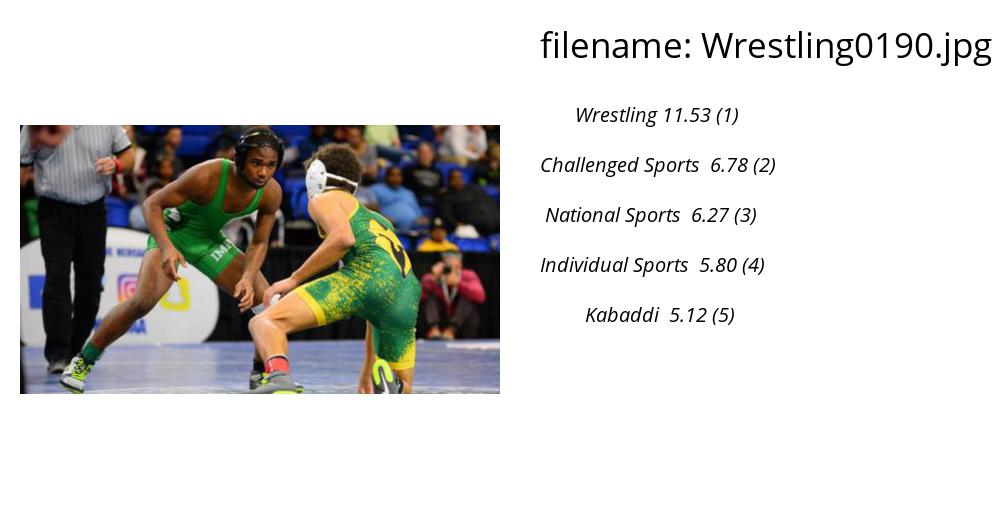 filename: Wrestling0190.jpg
Wrestling 11.53 (1)
Challenged Sports 6.78 (2)
National Sports 6.27 (3)
Individual Sports 5.80 (4)
Kabaddi 5.12 (5)